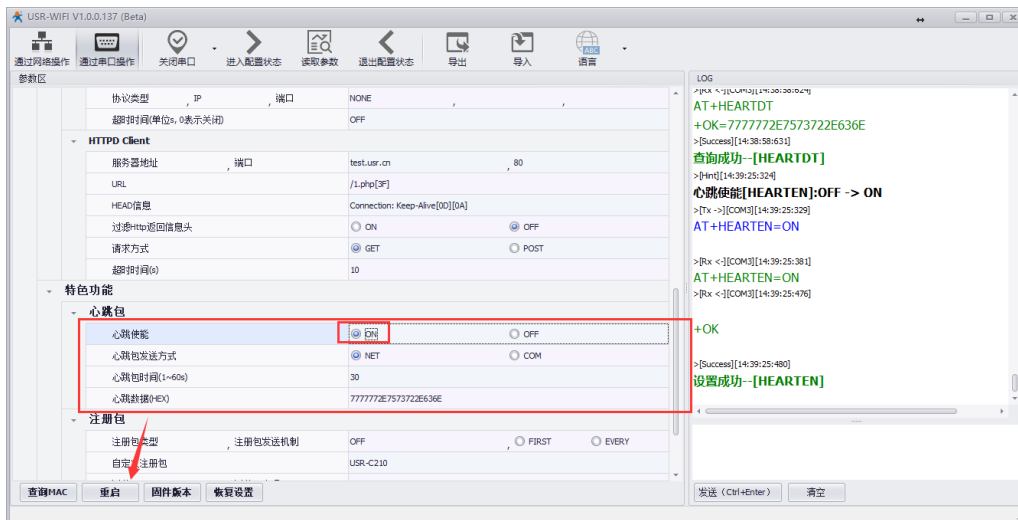 USR-WIFI V1.0.0.137 (Beta)
通过网络操作 通过串口操作 关闭串口 进入配置状态 读取参数 退出配置状态 导出 导入 语言
ABC
参数区
协议类型 , IP , 端口 NONE , ,
超时时间(单位s, 0表示关闭) OFF
HTTPD Client
服务器地址 , 端口 test.usr.cn , 80
URL /1.php[3F]
HEAD信息 Connection: Keep-Alive[0D][0A]
过滤Http返回信息头 ON OFF
请求方式 GET POST
超时时间(s) 10
特色功能
心跳包
心跳使能 ON OFF
心跳包发送方式 NET COM
心跳包时间(1~60s) 30
心跳数据(HEX) 7777772E7573722E636E
注册包
注册包类型 , 注册包发送机制 OFF , FIRST EVERY
自定义注册包 USR-C210
查询MAC 重启 固件版本 恢复设置
LOG
>[Rx <-][COM3][14:38:58:624]
AT+HEARTDT
+OK=7777772E7573722E636E
>[Success][14:38:58:631]
查询成功--[HEARTDT]
>[Hint][14:39:25:324]
心跳使能[HEARTEN]:OFF -> ON
>[Tx ->][COM3][14:39:25:329]
AT+HEARTEN=ON
>[Rx <-][COM3][14:39:25:381]
AT+HEARTEN=ON
>[Rx <-][COM3][14:39:25:476]
+OK
>[Success][14:39:25:480]
设置成功--[HEARTEN]
发送（Ctrl+Enter） 清空